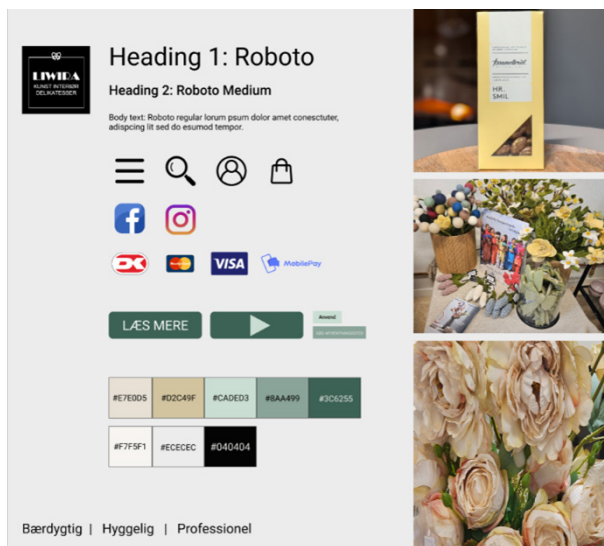 LIWIRA
KUNST INTERIØR
DELIKATESSER
Heading 1: Roboto
Heading 2: Roboto Medium
Body text: Roboto regular lorum psum dolor amet conesctuter,
adispcing lit sed do esumod tempor.
VISA
MobilePay
LÆS MERE
Anvend
#E7E0D5 #D2C49F #CADED3 #8AA499 #3C6255
#F7F5F1 #ECECEC #040404
Bærdygtig | Hyggelig | Professionel
HR.
SMIL